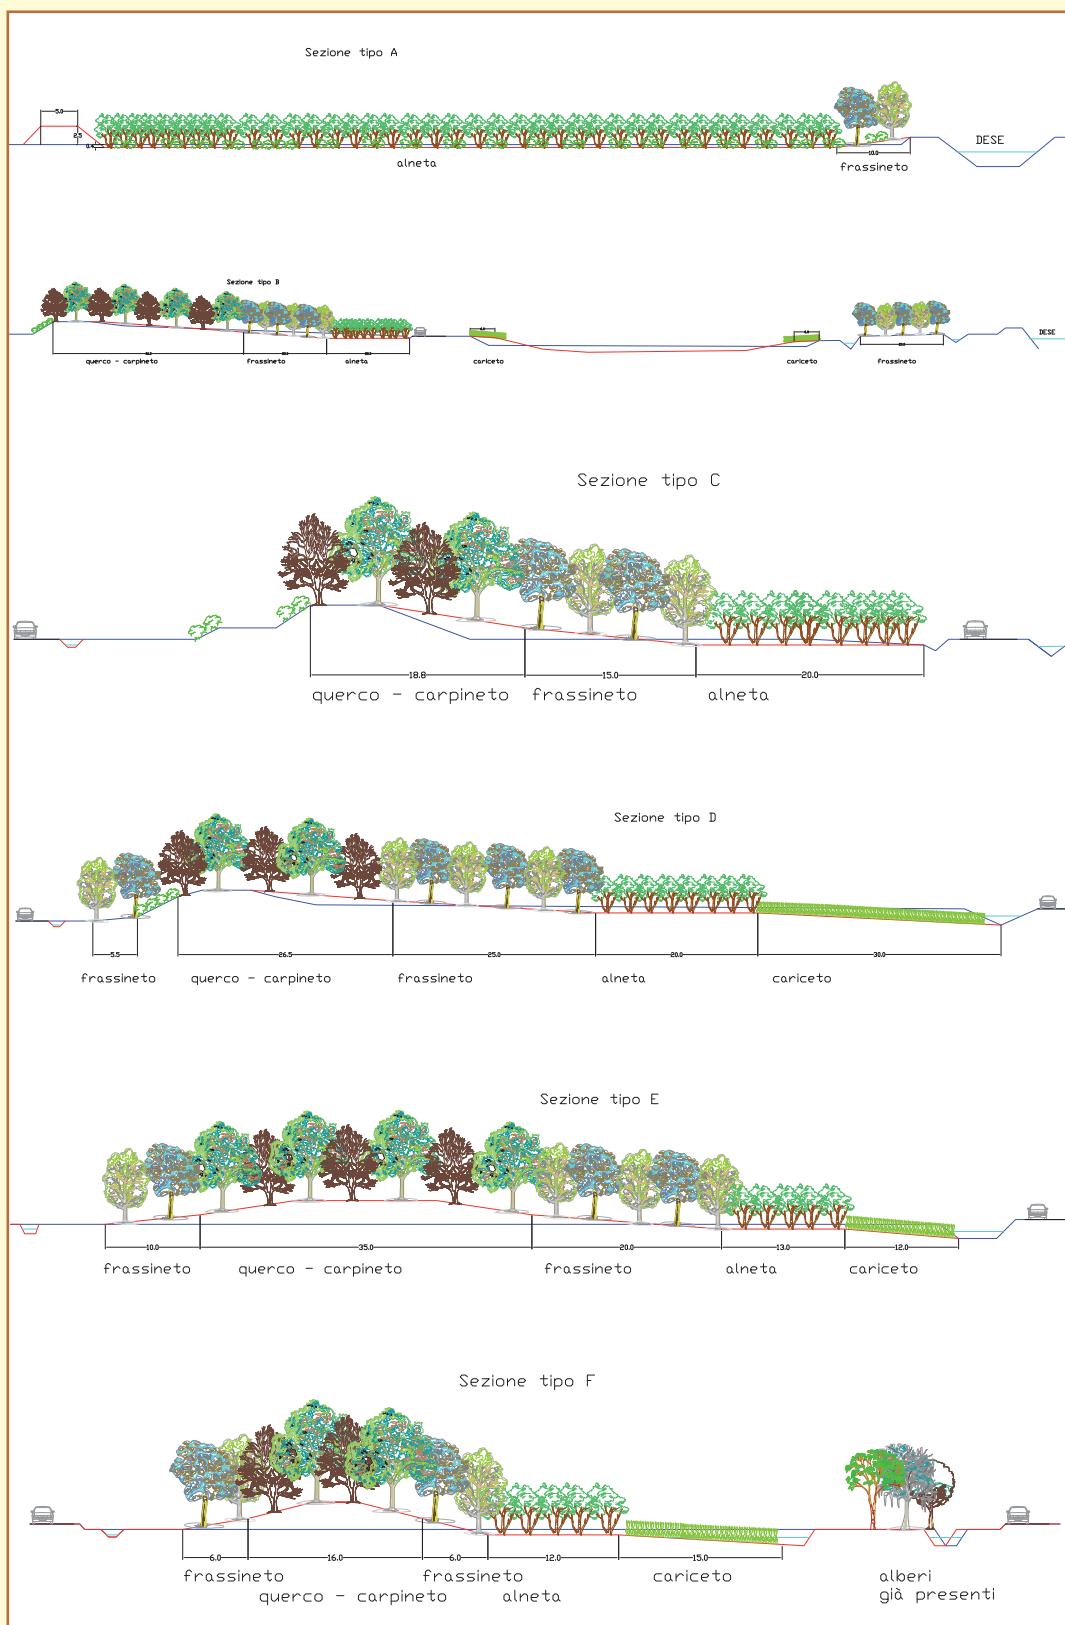 Sezione tipo A
5.0
2.5
0.4
DESE
10.0
alneta
frassineto
Sezione tipo B
DESE
querco - carpineto
frassineto
alneta
cariceto
cariceto
frassineto
Sezione tipo C
18.8
15.0
20.0
querco - carpineto
frassineto
alneta
Sezione tipo D
5.5
26.5
25.0
20.0
30.0
frassineto
querco - carpineto
frassineto
alneta
cariceto
Sezione tipo E
10.0
35.0
20.0
13.0
12.0
frassineto
querco - carpineto
frassineto
alneta
cariceto
Sezione tipo F
6.0
16.0
6.0
12.0
15.0
frassineto
querco - carpineto
frassineto
alneta
cariceto
alberi
già presenti